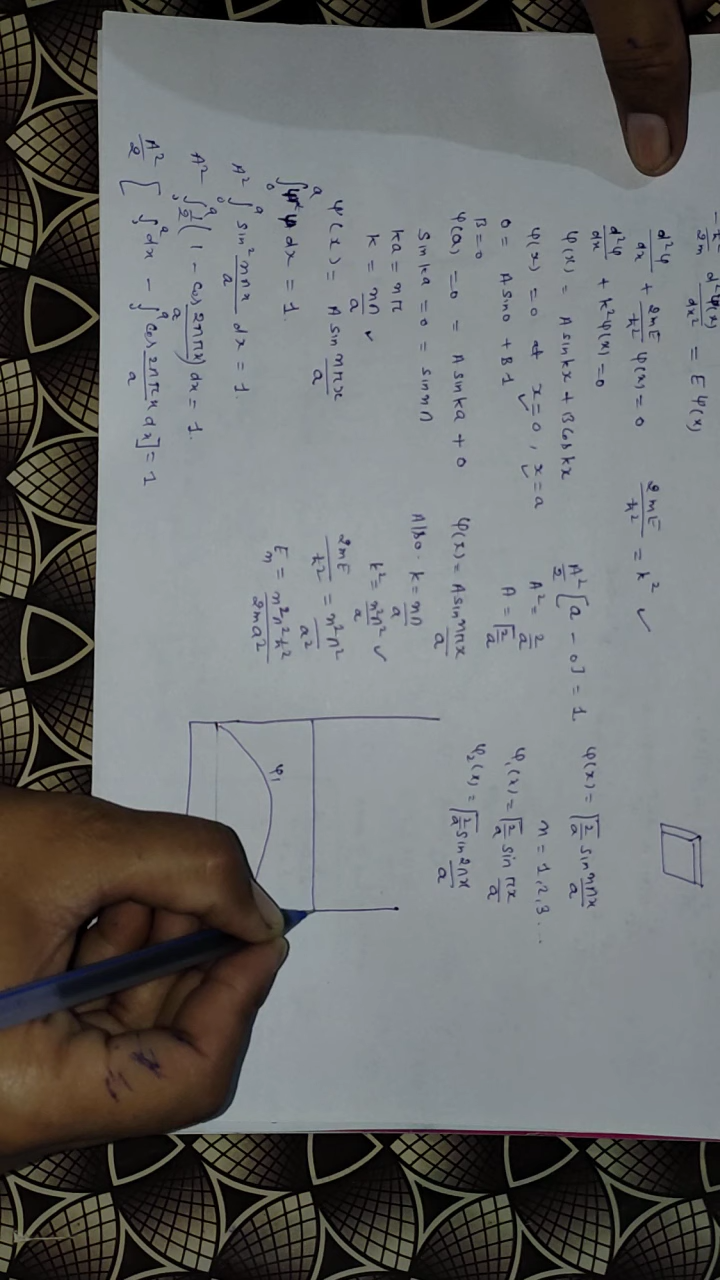 -ħ²/2m d²ψ(x)/dx² = E ψ(x)
d²ψ/dx + 2mE/ħ² ψ(x) = 0
2mE/ħ² = k² ✓
d²ψ/dx + k²ψ(x) = 0
ψ(x) = A sin kx + B Cos kx
ψ(x) = 0 at x = 0, x = a
0 = A sin 0 + B 1
B = 0
ψ(a) = 0 = A sin ka + 0
sin ka = 0 = sin nπ
ka = nπ
k = nπ/a ✓
ψ(x) = A sin nπx/a
∫₀ᵃ ψ* ψ dx = 1.
A² ∫₀ᵃ sin² nπx/a dx = 1.
A² ∫₀ᵃ 1/2 (1 - cos 2nπx/a) dx = 1.
A²/2 [∫₀ᵃ dx - ∫₀ᵃ cos 2nπx/a dx] = 1
A²/2 [a - 0] = 1
A² = 2/a
A = √2/a
ψ(x) = A sin nπx/a
Also. k = nπ/a
k² = n²π²/a² ✓
2mE/ħ² = n²π²/a²
Eₙ = n²π²ħ²/2ma²
ψ(x) = √2/a sin nπx/a
n = 1, 2, 3 ...
ψ₁(x) = √2/a sin πx/a
ψ₂(x) = √2/a sin 2πx/a
ψ₁